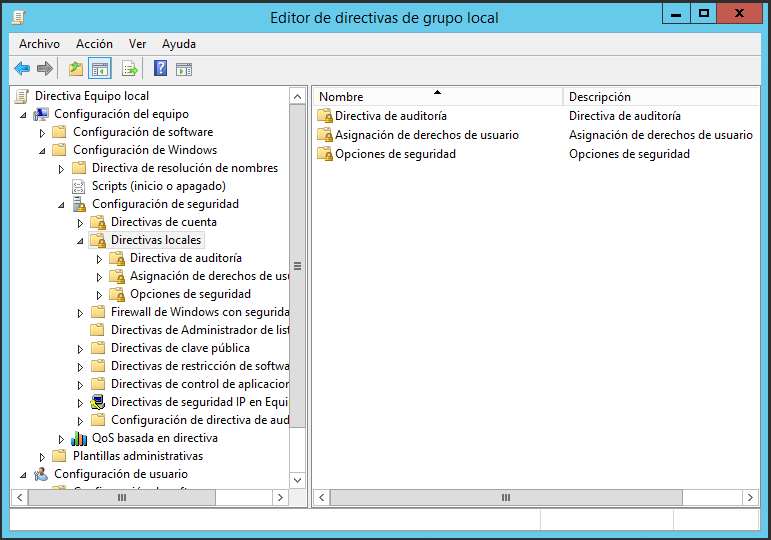 Editor de directivas de grupo local
Archivo Acción Ver Ayuda
Directiva Equipo local
Configuración del equipo
Configuración de software
Configuración de Windows
Directiva de resolución de nombres
Scripts (inicio o apagado)
Configuración de seguridad
Directivas de cuenta
Directivas locales
Directiva de auditoría
Asignación de derechos de usu
Opciones de seguridad
Firewall de Windows con segurida
Directivas de Administrador de list
Directivas de clave pública
Directivas de restricción de softwa
Directivas de control de aplicacion
Directivas de seguridad IP en Equi
Configuración de directiva de aud
QoS basada en directiva
Plantillas administrativas
Configuración de usuario
Nombre Descripción
Directiva de auditoría Directiva de auditoría
Asignación de derechos de usuario Asignación de derechos de usuario
Opciones de seguridad Opciones de seguridad